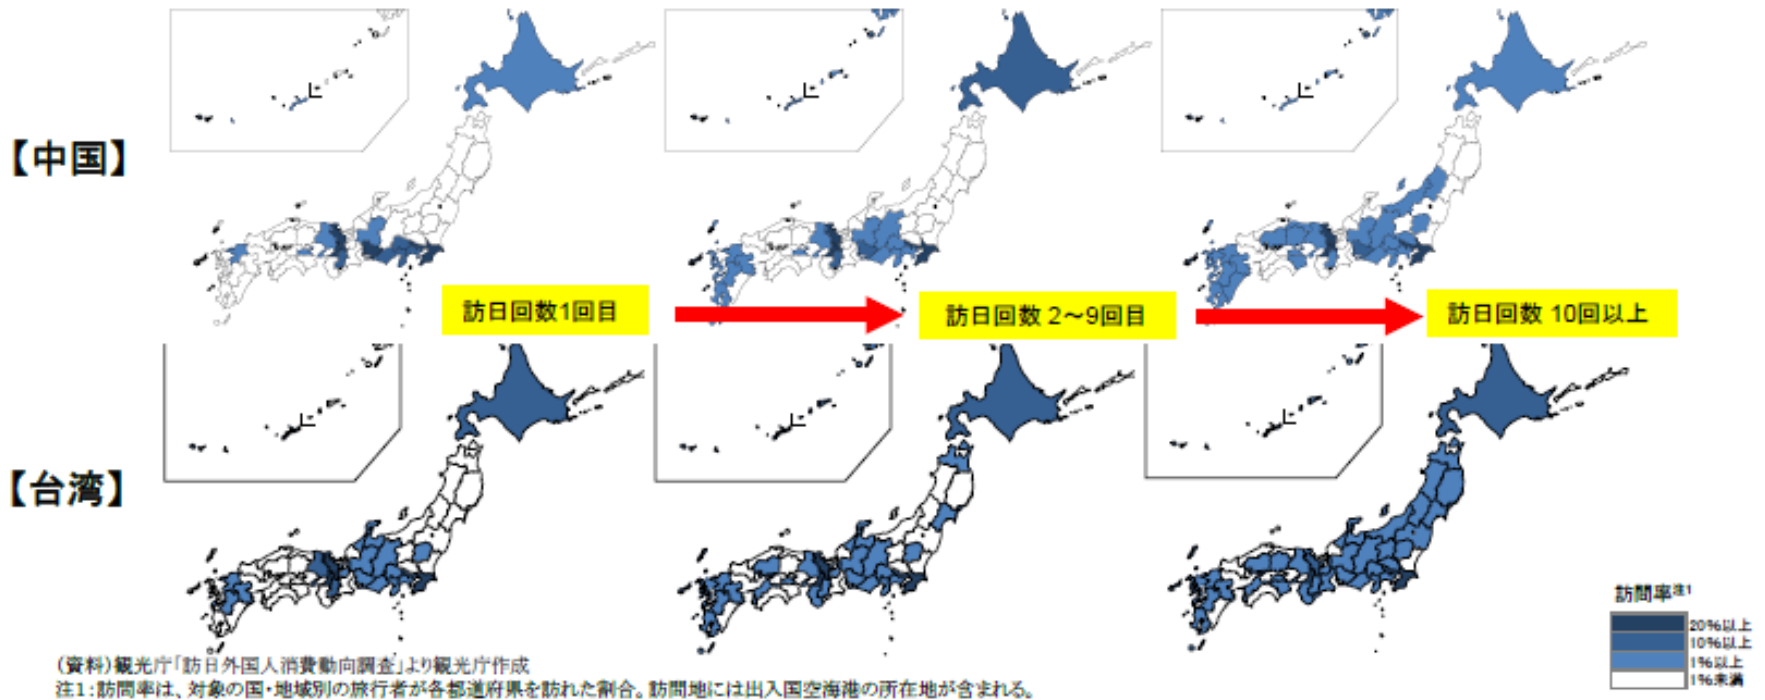 【中国】
訪日回数1回目
訪日回数 2～9回目
訪日回数 10回以上
【台湾】
訪問率注1
20%以上
10%以上
1%以上
1%未満
(資料)観光庁「訪日外国人消費動向調査」より観光庁作成
注1:訪問率は、対象の国・地域別の旅行者が各都道府県を訪れた割合。訪問地には出入国空海港の所在地が含まれる。